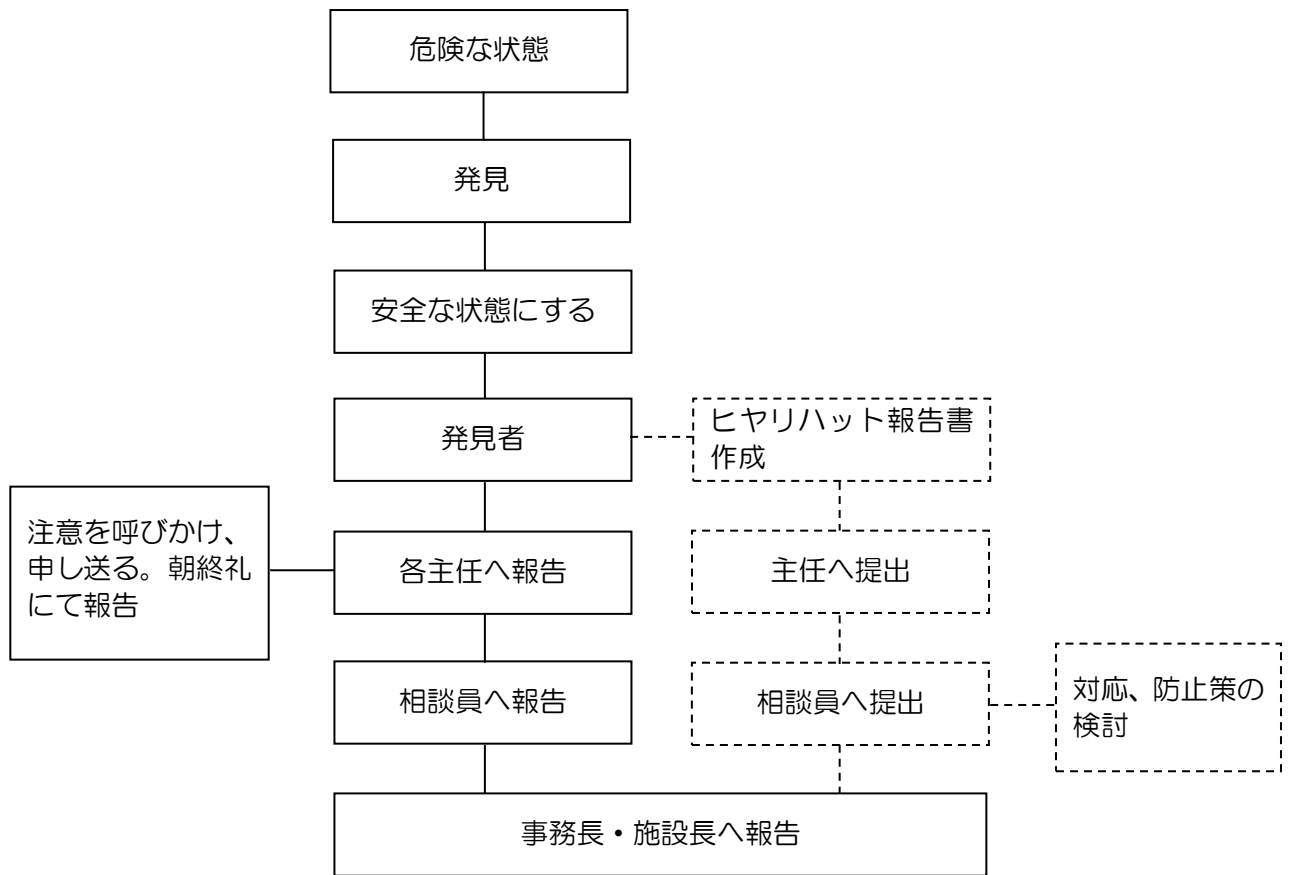 危険な状態
発見
安全な状態にする
発見者
ヒヤリハット報告書
作成
注意を呼びかけ、
申し送る。朝終礼
にて報告
各主任へ報告
主任へ提出
相談員へ報告
相談員へ提出
対応、防止策の
検討
事務長・施設長へ報告